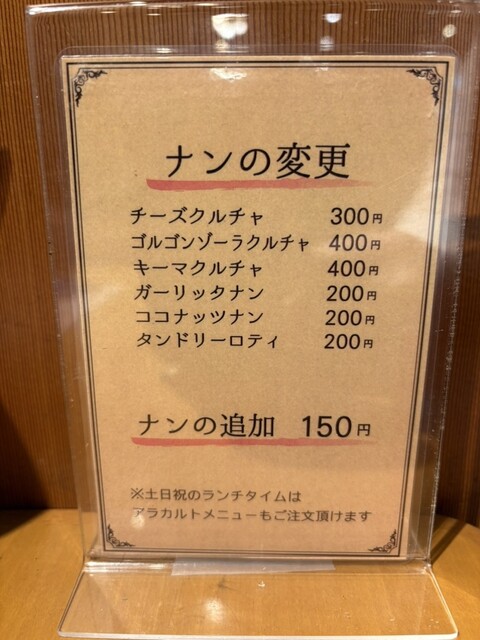 ナンの変更
チーズクルチャ 300円
ゴルゴンゾーラクルチャ 400円
キーマクルチャ 400円
ガーリッタナン 200円
ココナッツナン 200円
タンドリーロティ 200円
ナンの追加 150円
※土日祝のランチタイムは
アラカルトメニューもご注文頂けます